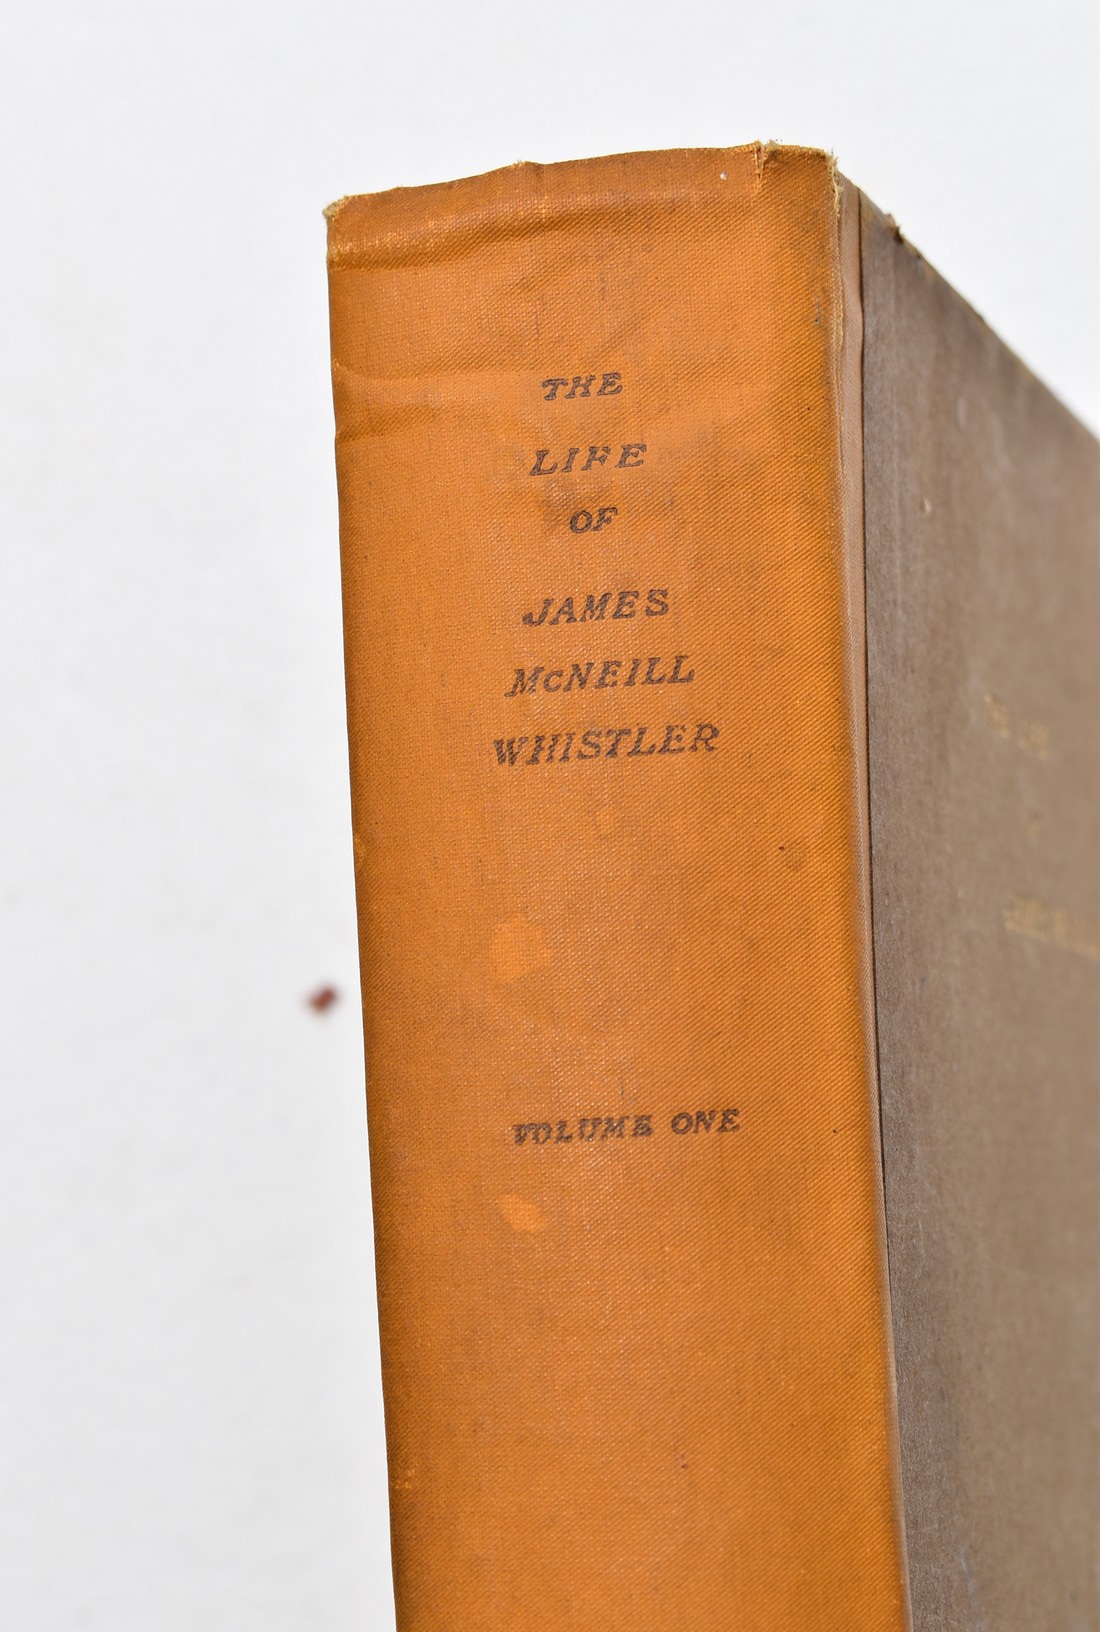 THE
LIFE
OF
JAMES
McNEILL
WHISTLER
VOLUME ONE